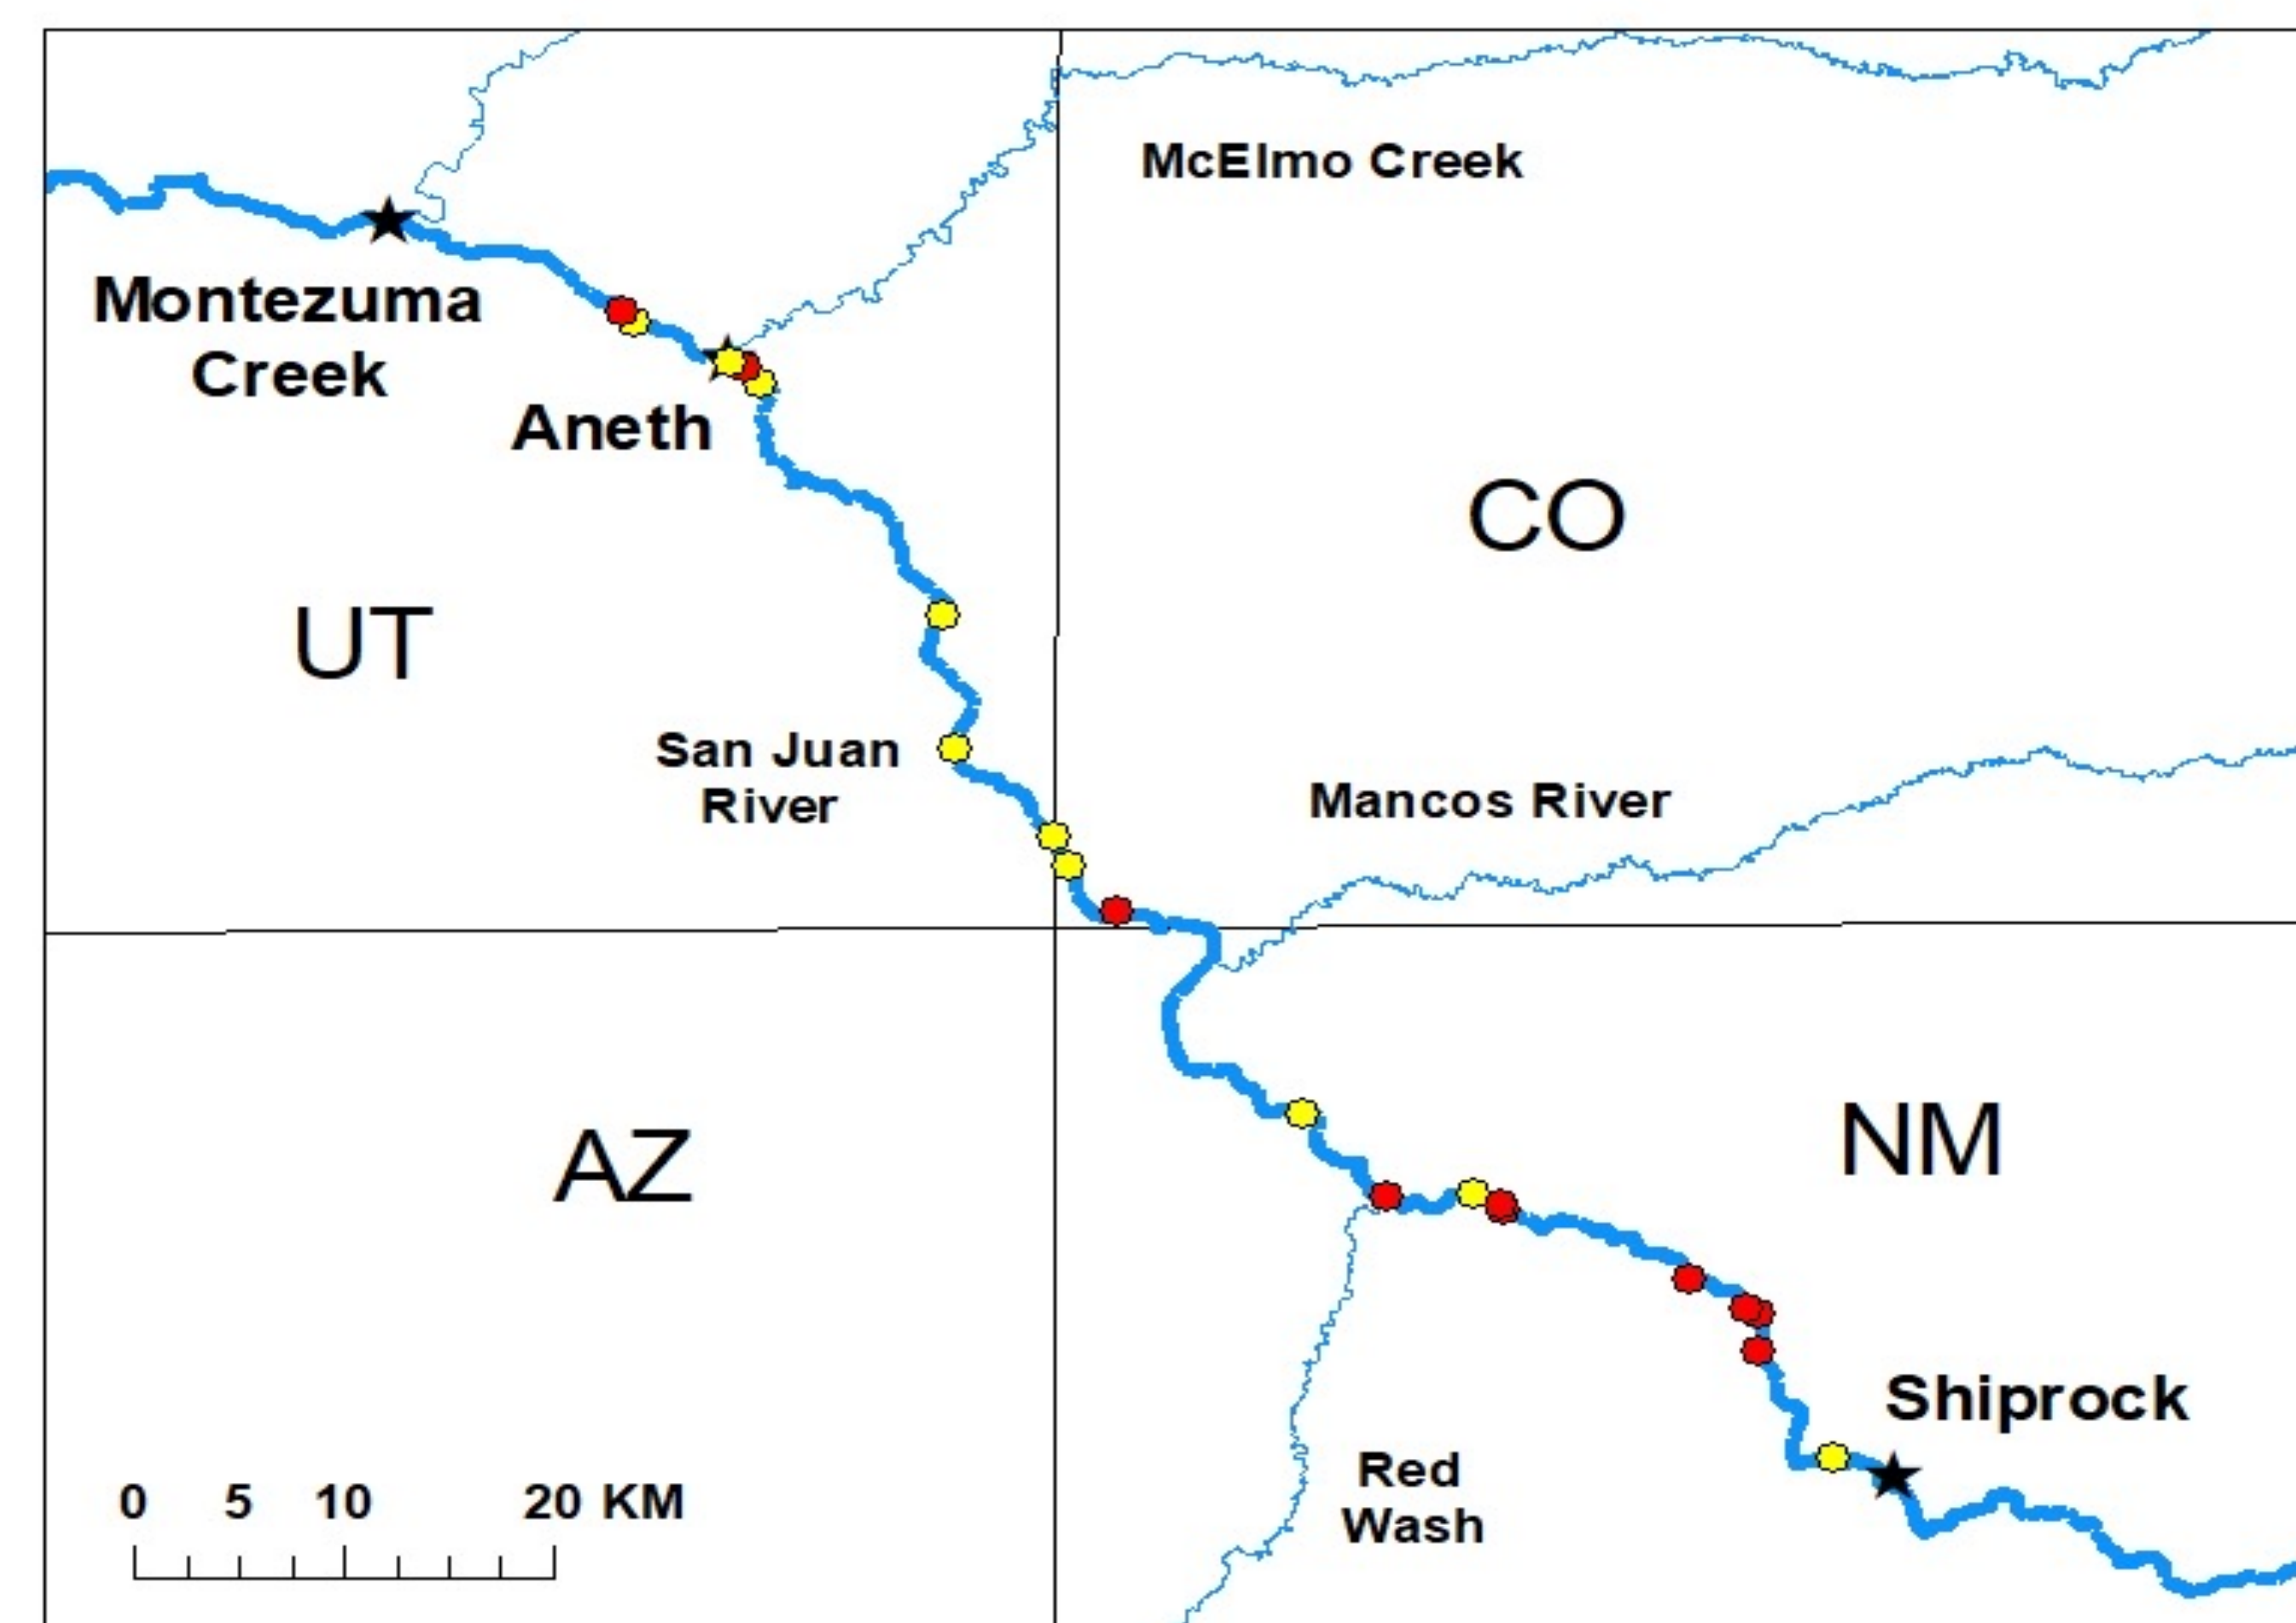 McElmo Creek
Montezuma
Creek
Aneth
CO
UT
San Juan
River
Mancos River
NM
AZ
Shiprock
Red
Wash
0 5 10 20 KM